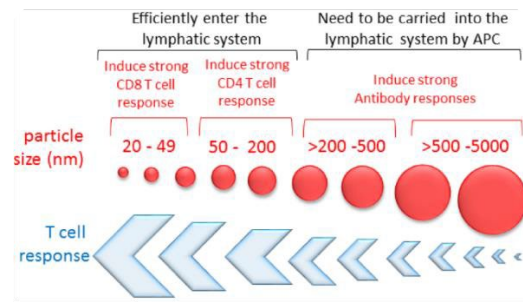 Efficiently enter the
lymphatic system
Need to be carried into the
lymphatic system by APC
Induce strong
CD8 T cell
response
Induce strong
CD4 T cell
response
Induce strong
Antibody responses
particle
size (nm)
20 - 49
50 - 200
>200 -500
>500 -5000
T cell
response